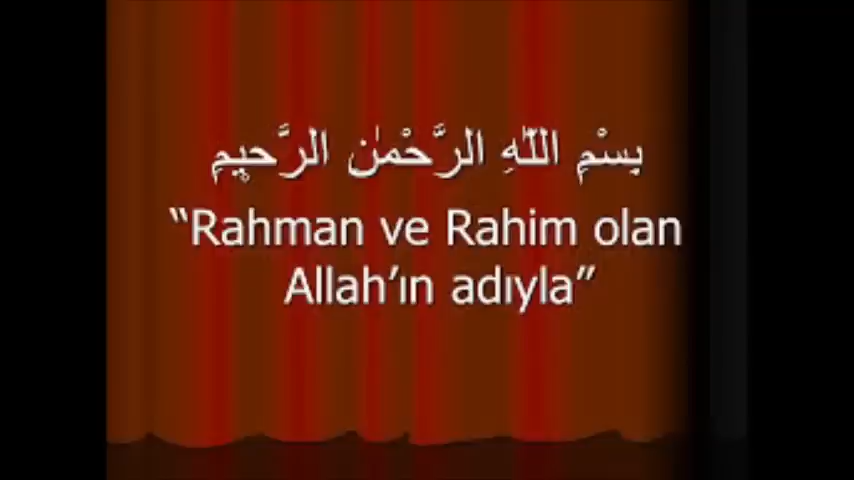 بِسْمِ اللّٰهِ الرَّحْمٰنِ الرَّحٖيمِ
“Rahman ve Rahim olan
Allah’ın adıyla”